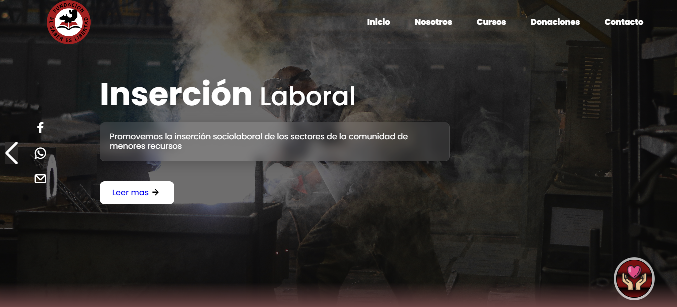 Inicio Nosotros Cursos Donaciones Contacto
Inserción Laboral
Promovemos la inserción sociolaboral de los sectores de la comunidad de
menores recursos
Leer mas